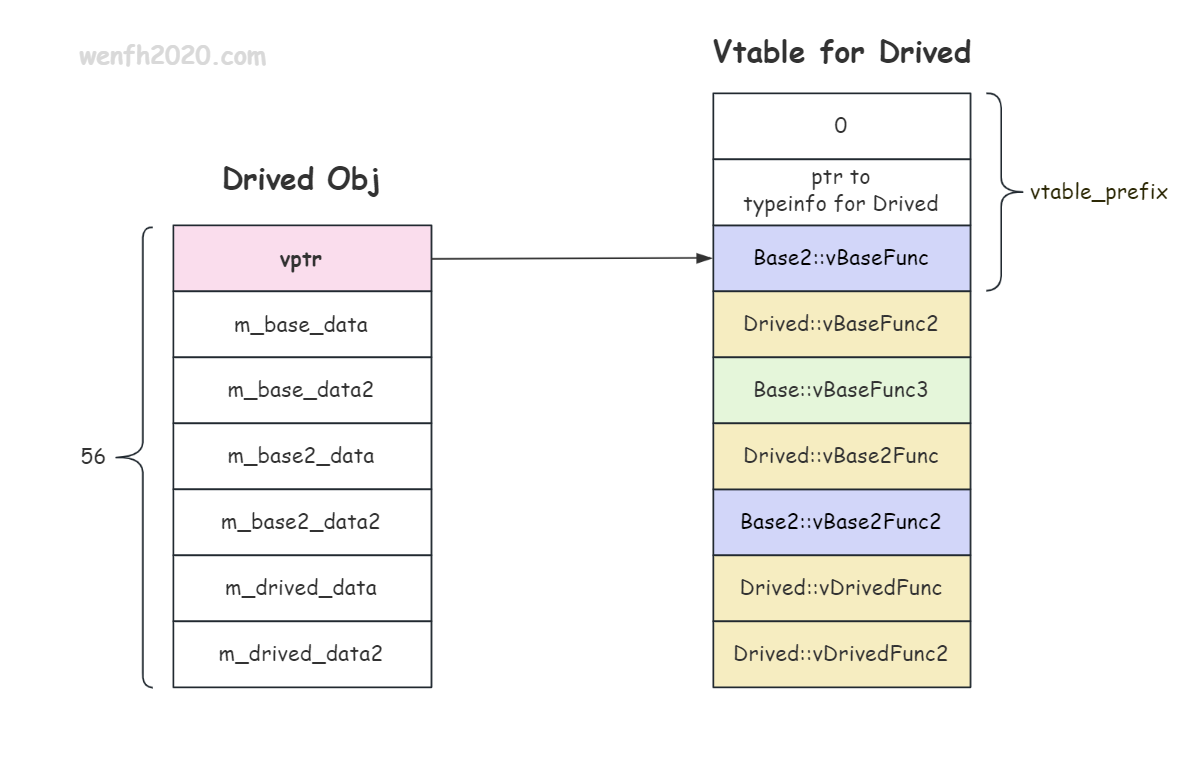 wenfh2020.com
Vtable for Drived
0
ptr to
typeinfo for Drived
vtable_prefix
Drived Obj
vptr
Base2::vBaseFunc
m_base_data
Drived::vBaseFunc2
m_base_data2
Base::vBaseFunc3
56
m_base2_data
Drived::vBase2Func
m_base2_data2
Base2::vBase2Func2
m_drived_data
Drived::vDrivedFunc
m_drived_data2
Drived::vDrivedFunc2